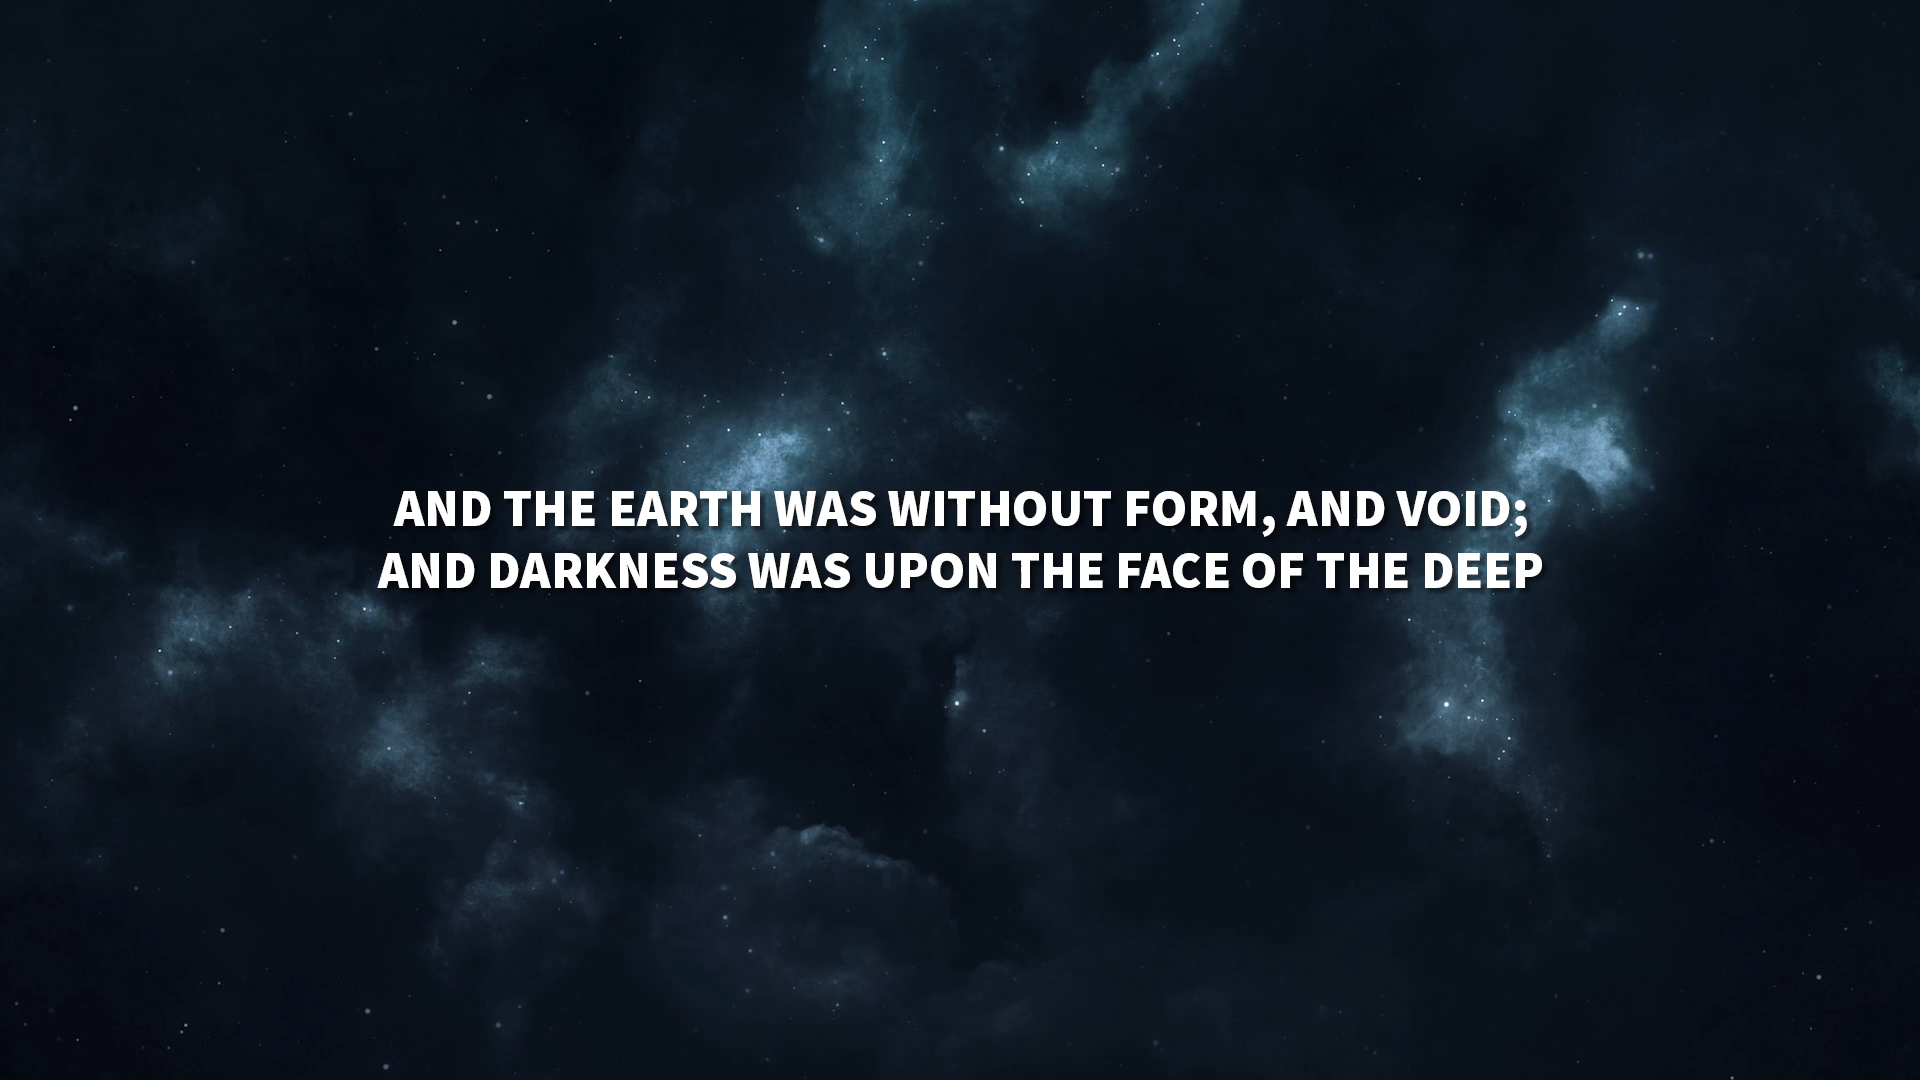 AND THE EARTH WAS WITHOUT FORM, AND VOID;
AND DARKNESS WAS UPON THE FACE OF THE DEEP